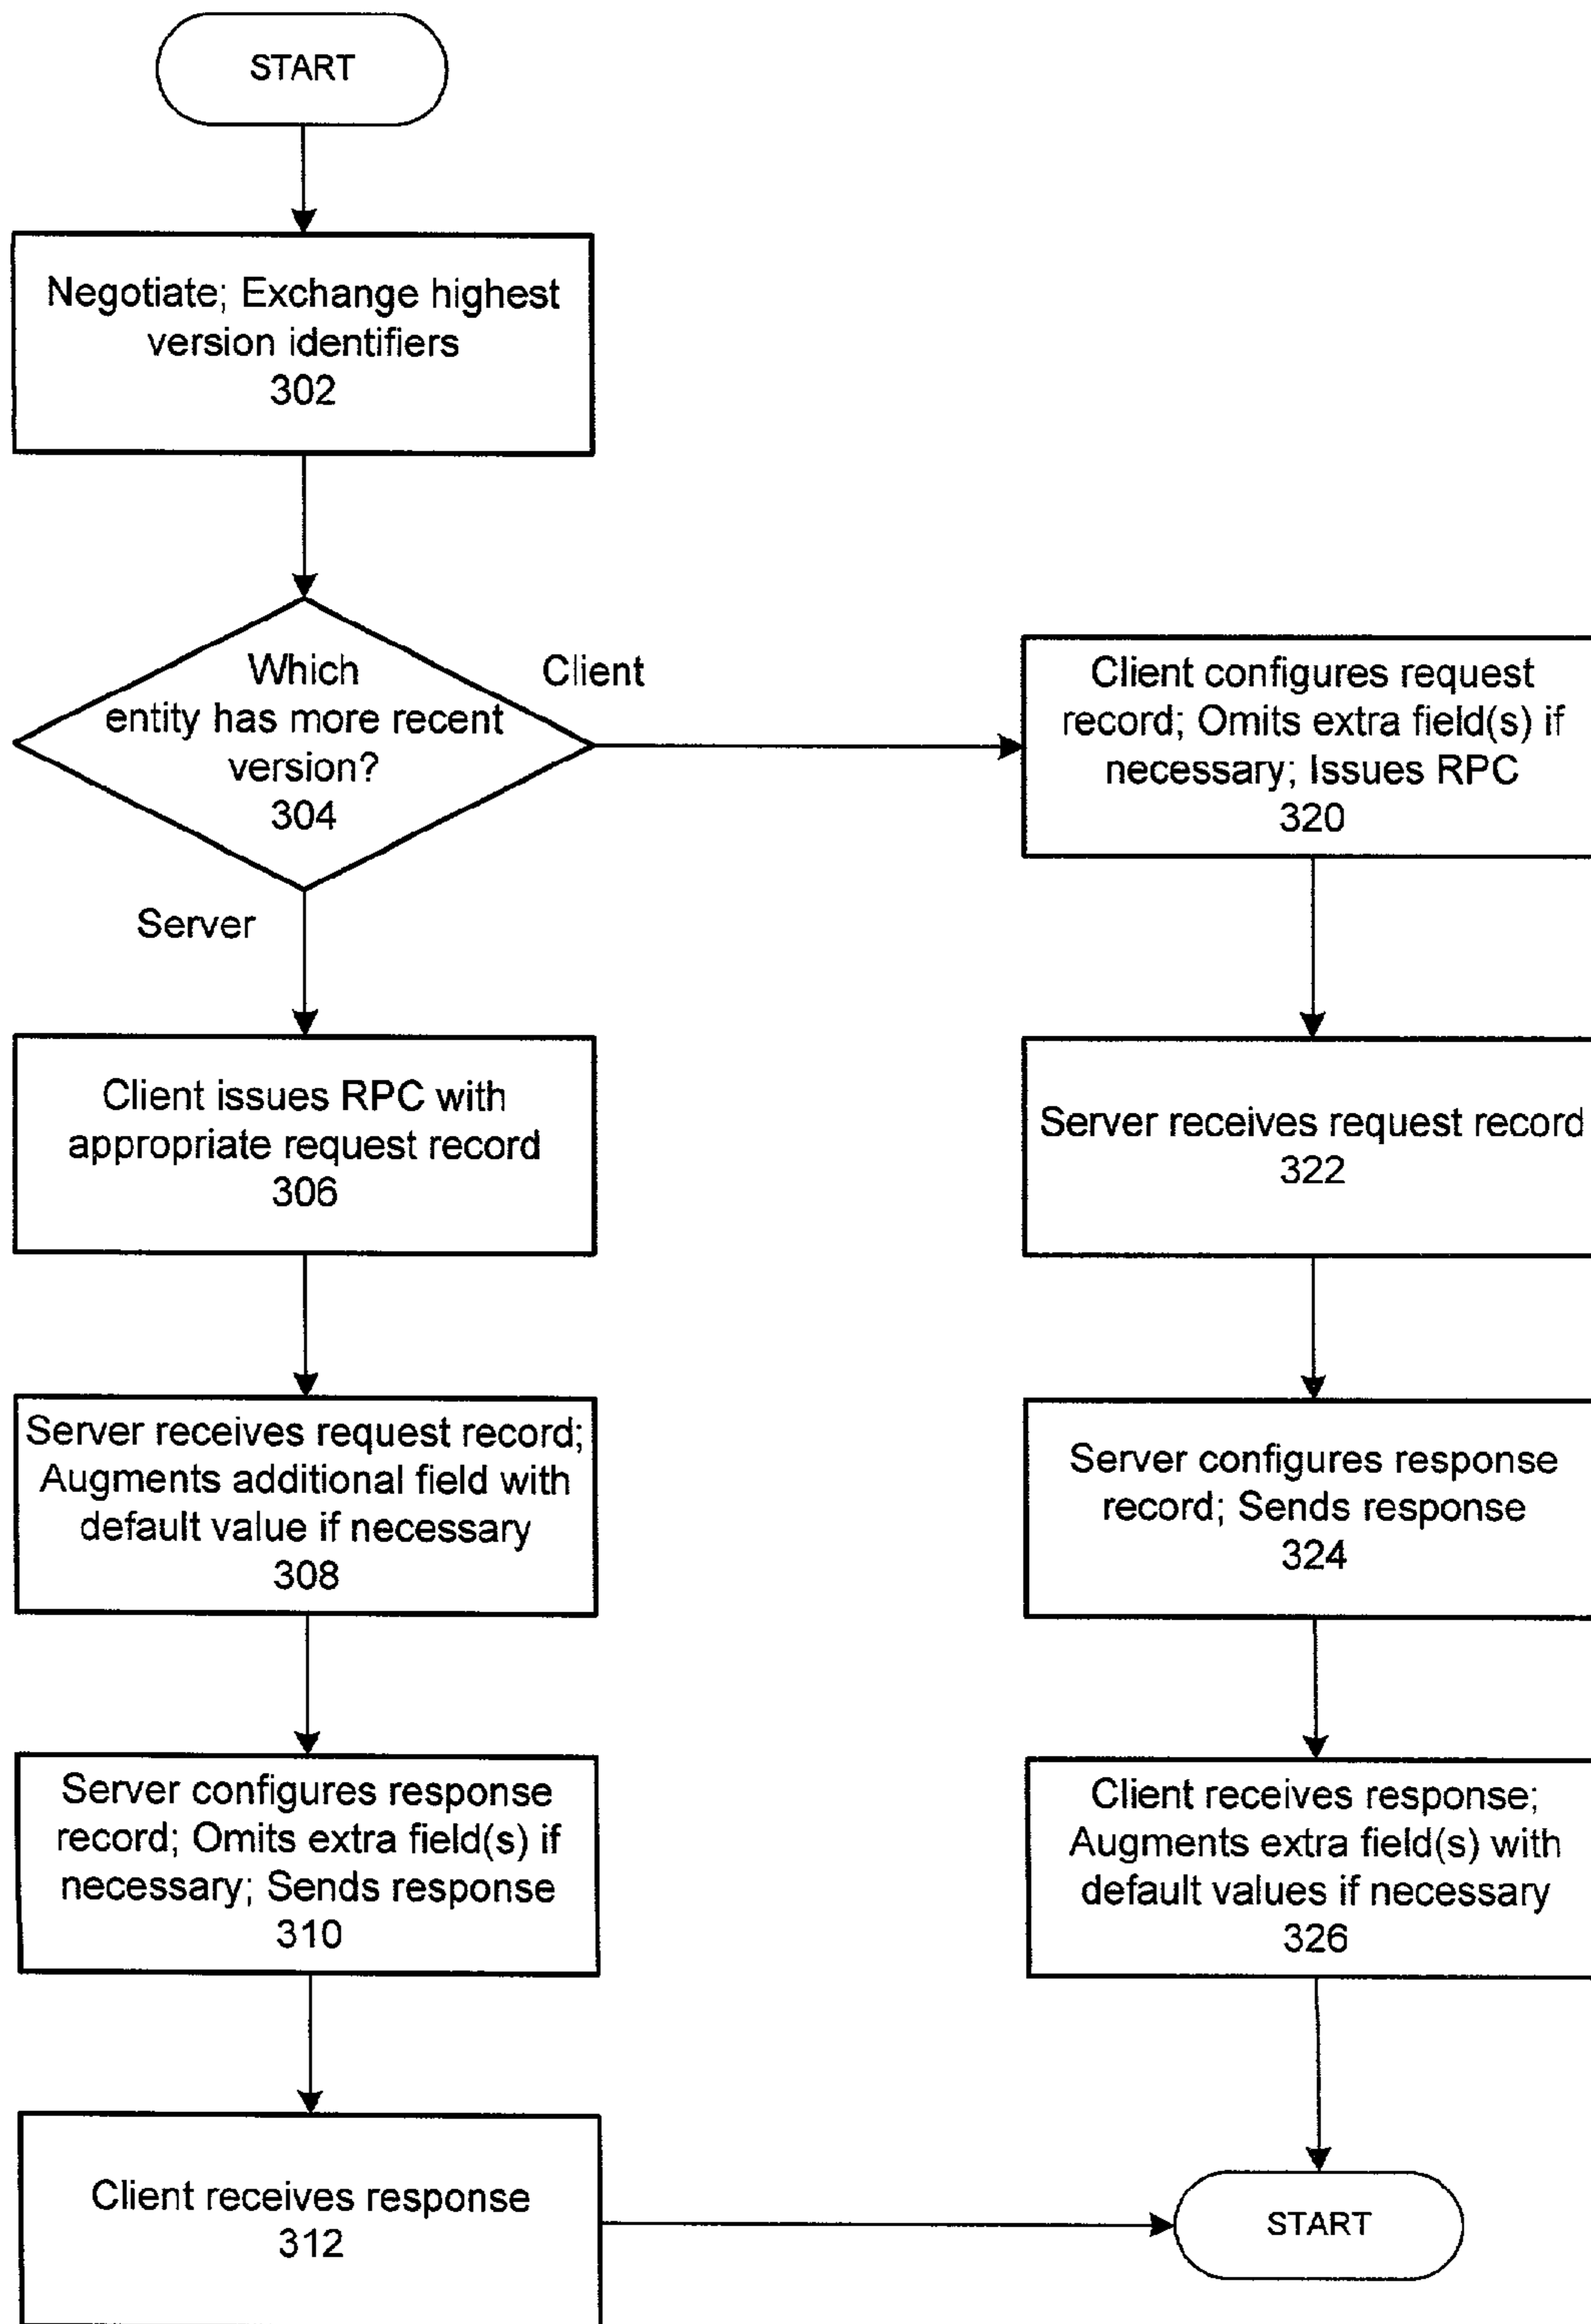 START
Negotiate; Exchange highest
version identifiers
302
Which
entity has more recent
version?
304
Client
Server
Client configures request
record; Omits extra field(s) if
necessary; Issues RPC
320
Client issues RPC with
appropriate request record
306
Server receives request record
322
Server receives request record;
Augments additional field with
default value if necessary
308
Server configures response
record; Sends response
324
Server configures response
record; Omits extra field(s) if
necessary; Sends response
310
Client receives response;
Augments extra field(s) with
default values if necessary
326
Client receives response
312
START